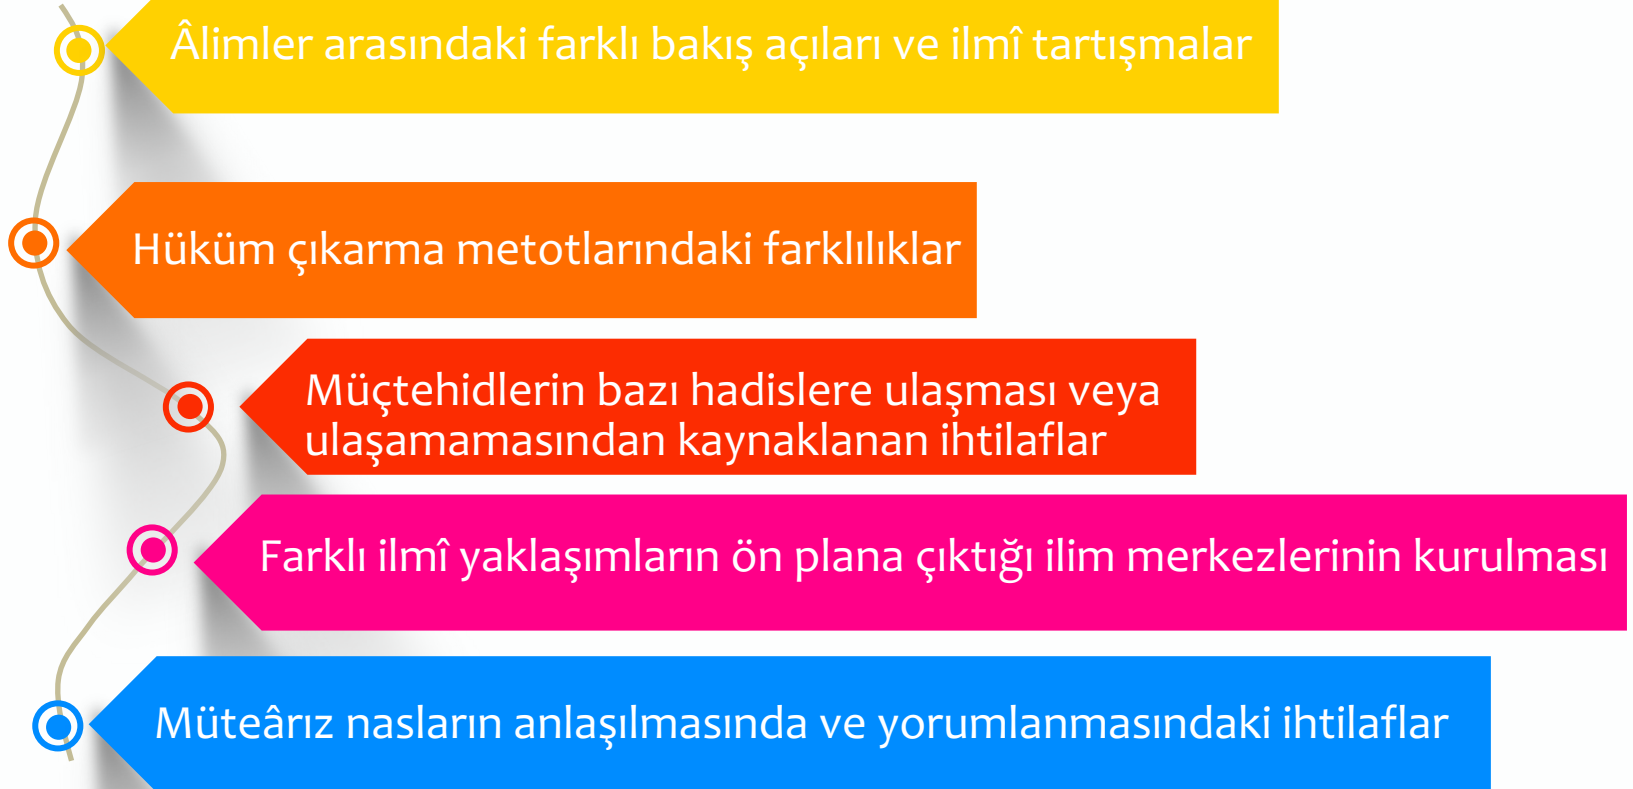 Âlimler arasındaki farklı bakış açıları ve ilmî tartışmalar
Hüküm çıkarma metotlarındaki farklılıklar
Müçtehidlerin bazı hadislere ulaşması veya
ulaşamamasından kaynaklanan ihtilaflar
Farklı ilmî yaklaşımların ön plana çıktığı ilim merkezlerinin kurulması
Müteârız nasların anlaşılmasında ve yorumlanmasındaki ihtilaflar